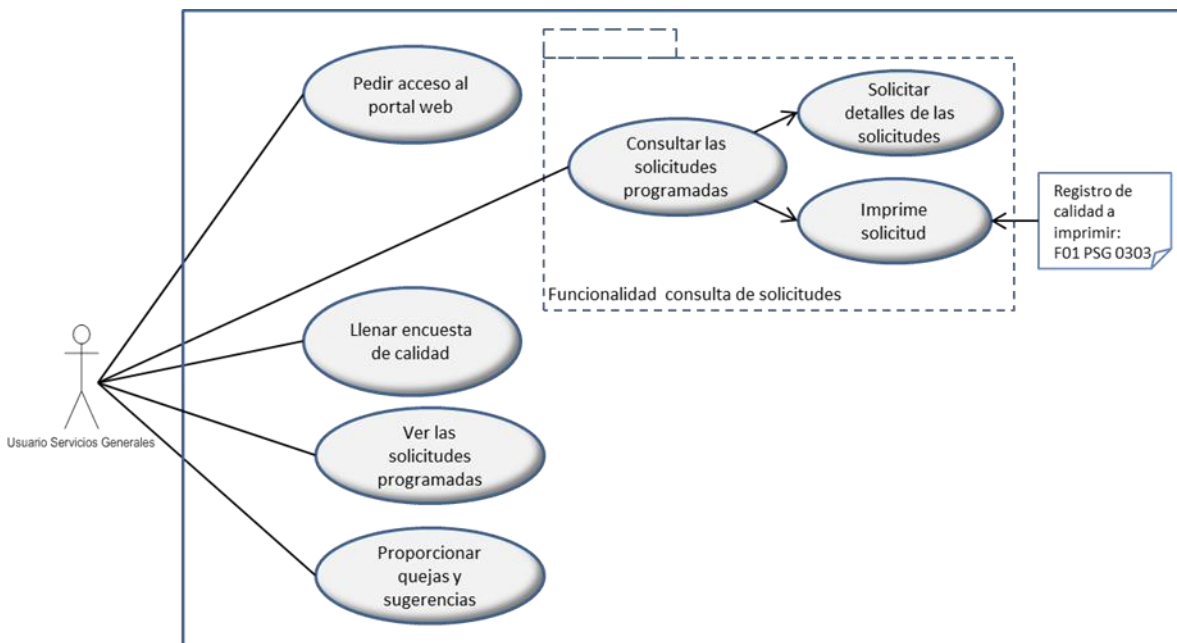 Pedir acceso al
portal web
Solicitar
detalles de las
solicitudes
Consultar las
solicitudes
programadas
Imprime
solicitud
Registro de
calidad a
imprimir:
F01 PSG 0303
Funcionalidad consulta de solicitudes
Llenar encuesta
de calidad
Usuario Servicios Generales
Ver las
solicitudes
programadas
Proporcionar
quejas y
sugerencias